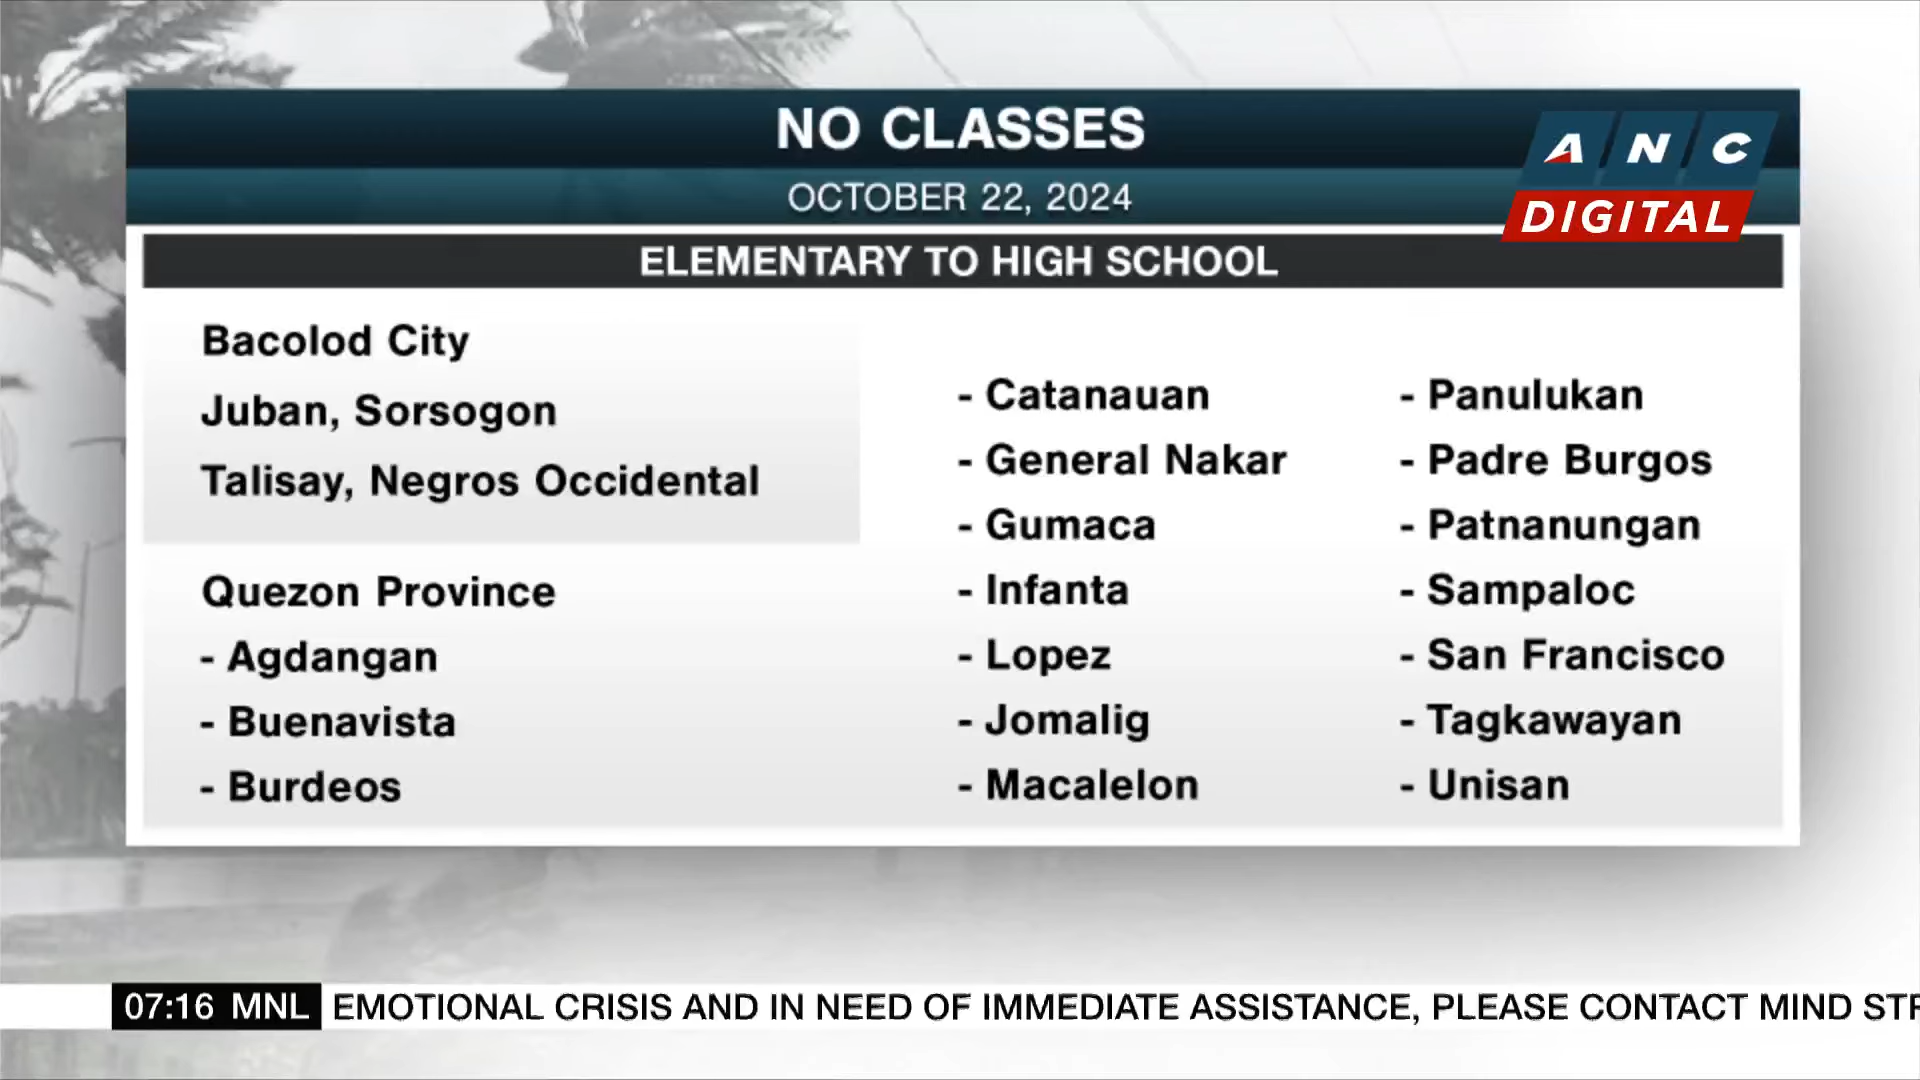 NO CLASSES
OCTOBER 22, 2024
ANC
DIGITAL
ELEMENTARY TO HIGH SCHOOL
Bacolod City
Juban, Sorsogon
Talisay, Negros Occidental
Quezon Province
- Agdangan
- Buenavista
- Burdeos
- Catanauan
- General Nakar
- Gumaca
- Infanta
- Lopez
- Jomalig
- Macalelon
- Panulukan
- Padre Burgos
- Patnanungan
- Sampaloc
- San Francisco
- Tagkawayan
- Unisan
07:16 MNL EMOTIONAL CRISIS AND IN NEED OF IMMEDIATE ASSISTANCE, PLEASE CONTACT MIND